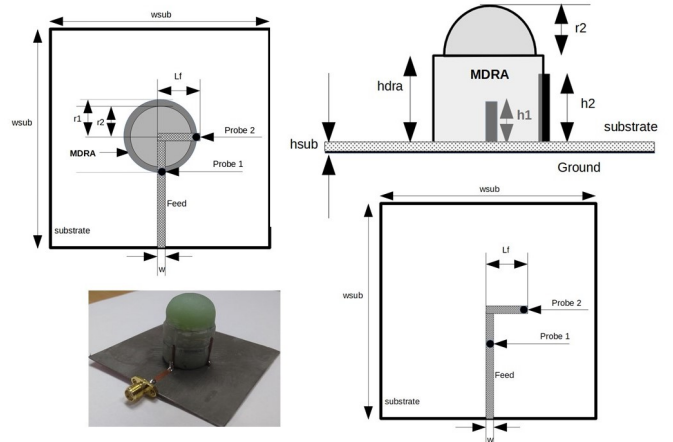 wsub
wsub
Lf
r1
r2
Probe 2
MDRA
Probe 1
Feed
substrate
w
r2
MDRA
hdra
h1
h2
substrate
hsub
Ground
wsub
wsub
Lf
Probe 2
Probe 1
Feed
substrate
w